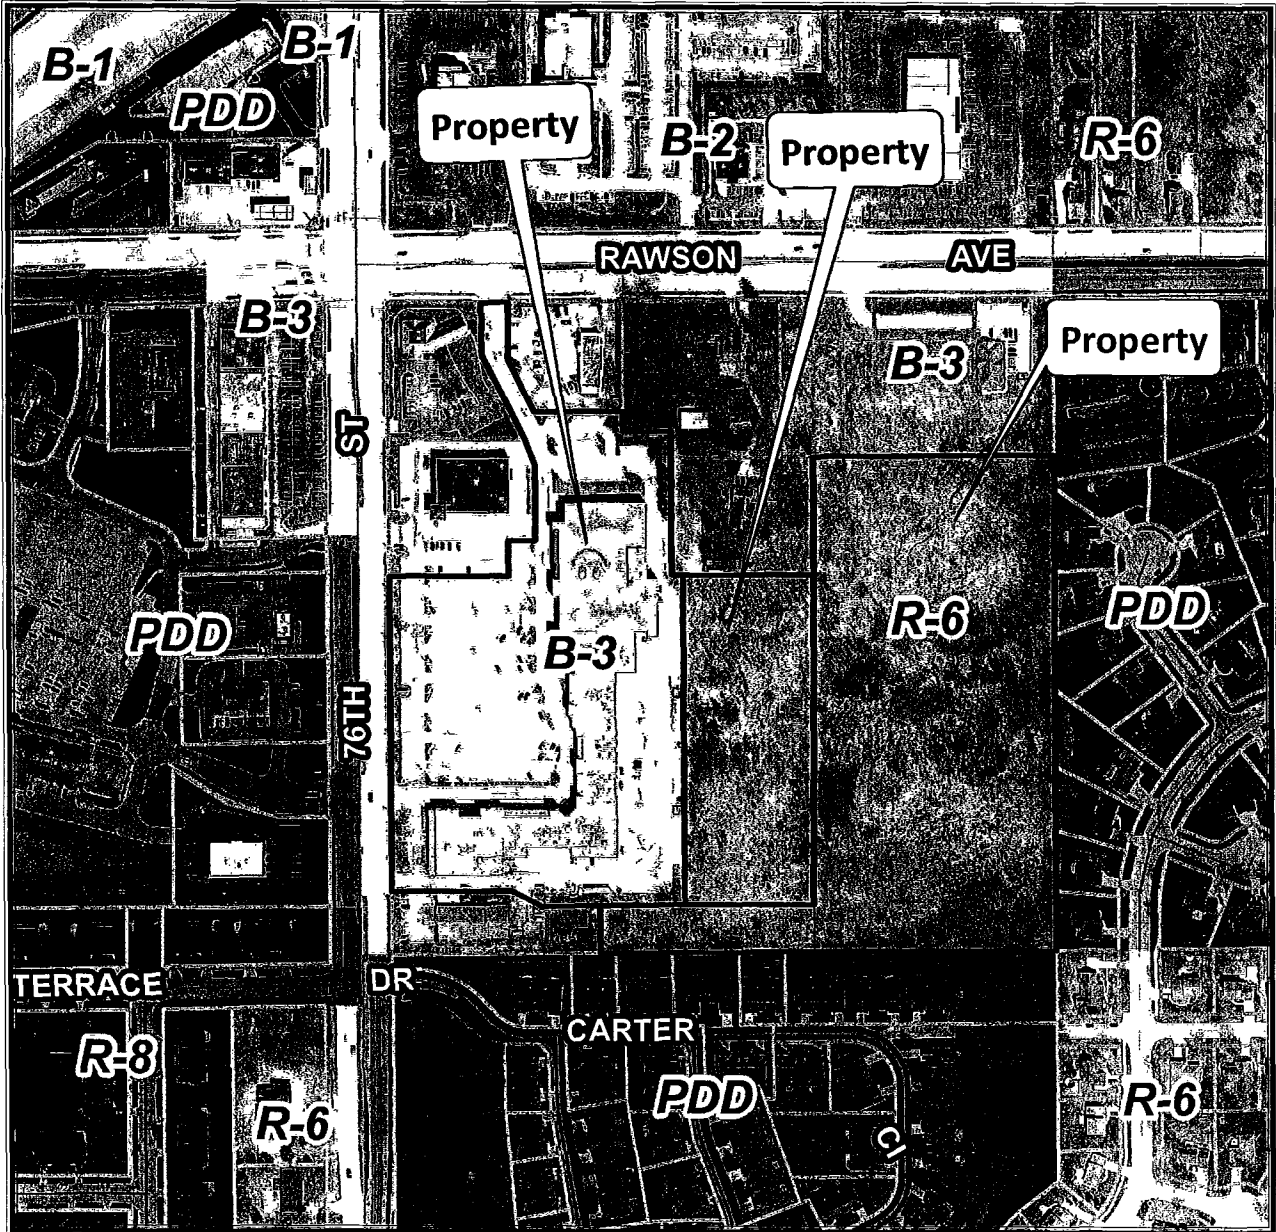 B-1
B-1
PDD
Property
B-2
Property
R-6
RAWSON
AVE
B-3
Property
B-3
ST
PDD
R-6
PDD
B-3
76TH
TERRACE
DR
CARTER
R-8
PDD
R-6
R-6
CI